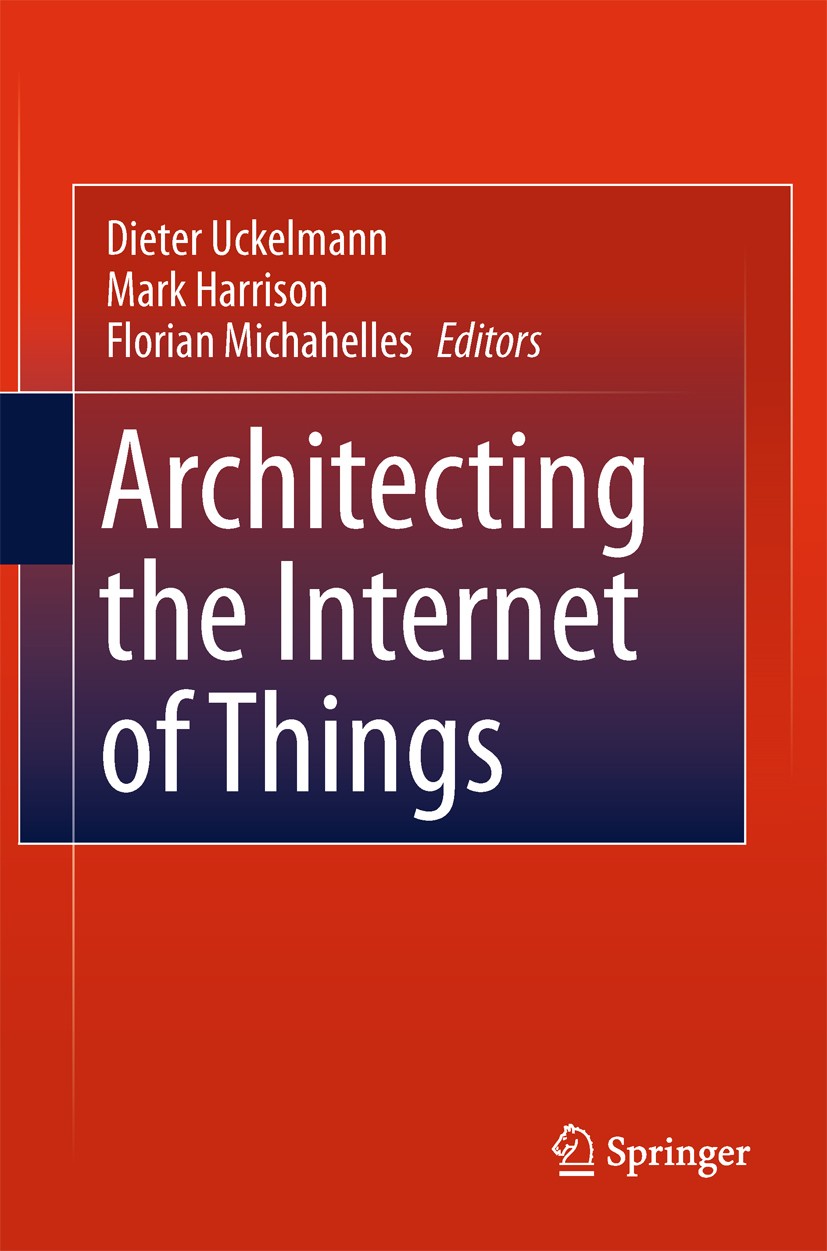 Dieter Uckelmann
Mark Harrison
Florian Michahelles Editors
Architecting
the Internet
of Things
Springer